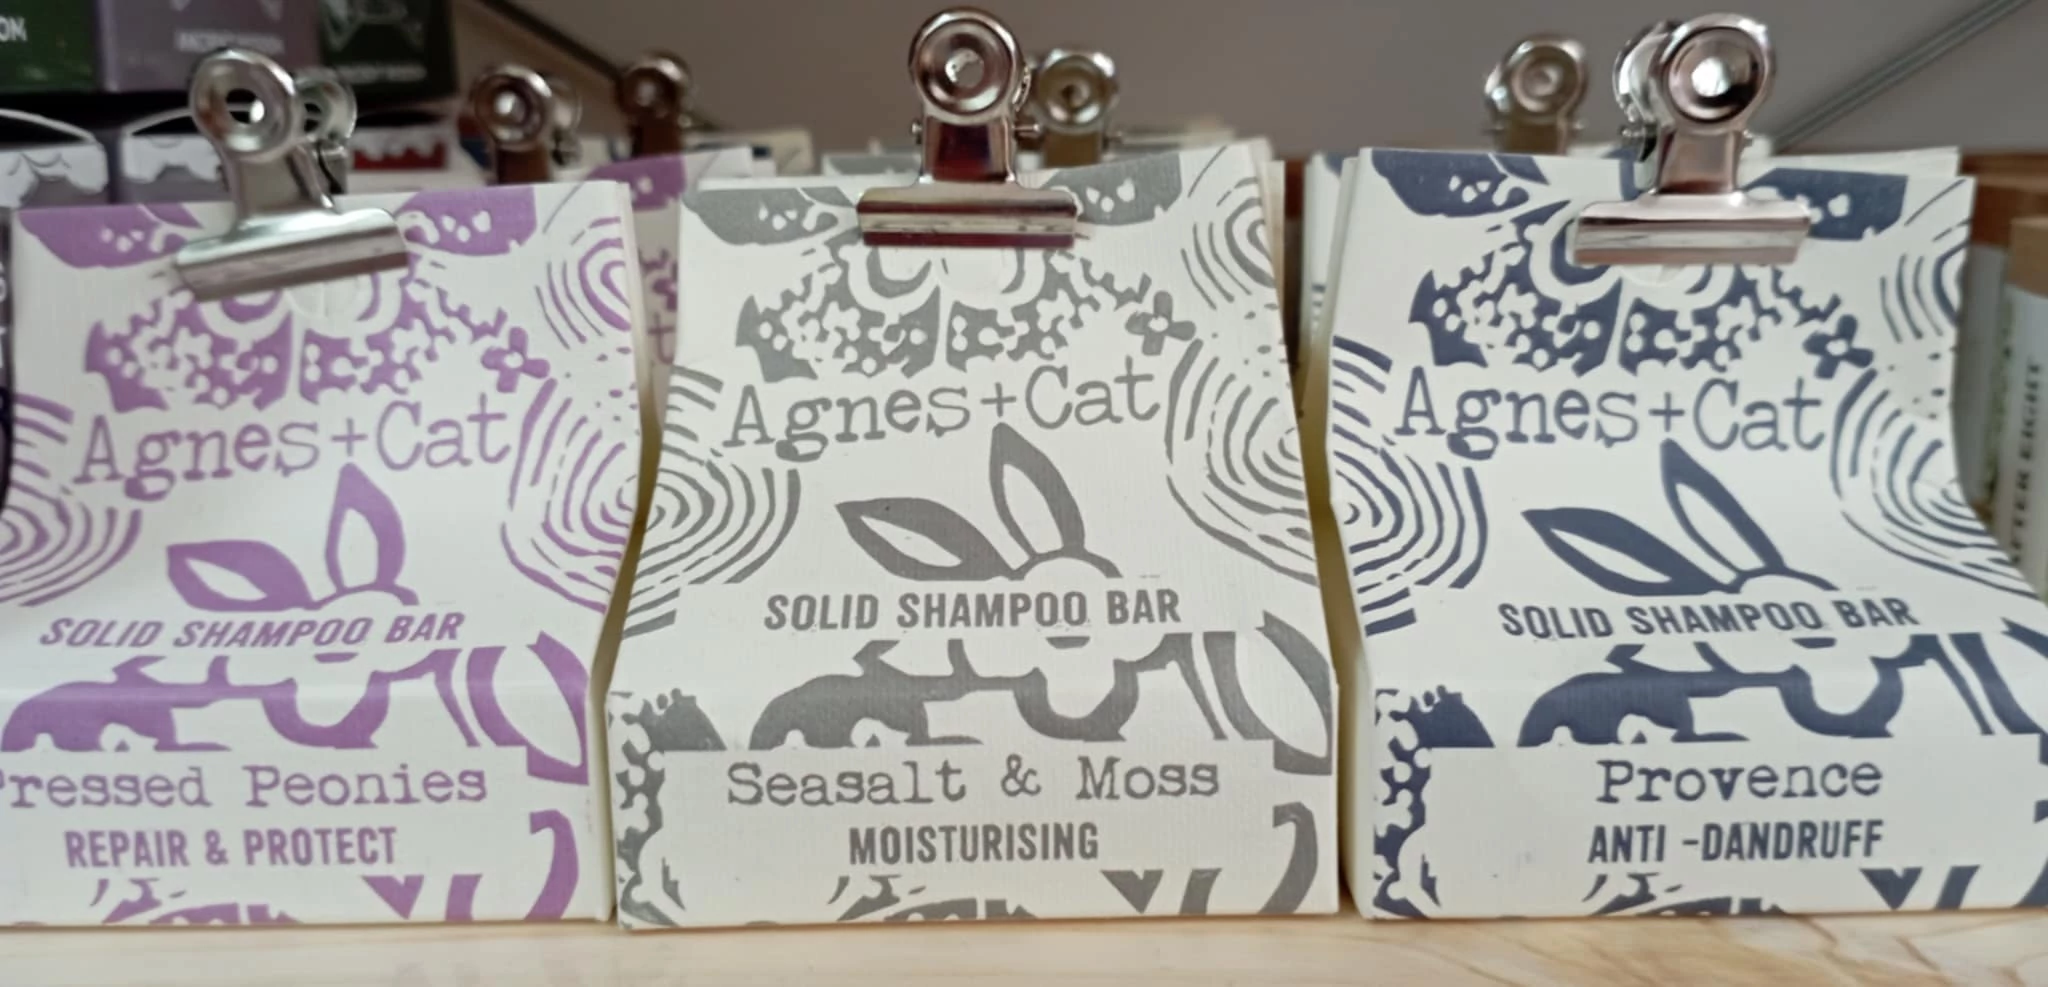 Agnes+Cat
SOLID SHAMPOO BAR
Pressed Peonies
REPAIR & PROTECT
Agnes+Cat
SOLID SHAMPOO BAR
Seasalt & Moss
MOISTURISING
Agnes+Cat
SOLID SHAMPOO BAR
Provence
ANTI -DANDRUFF